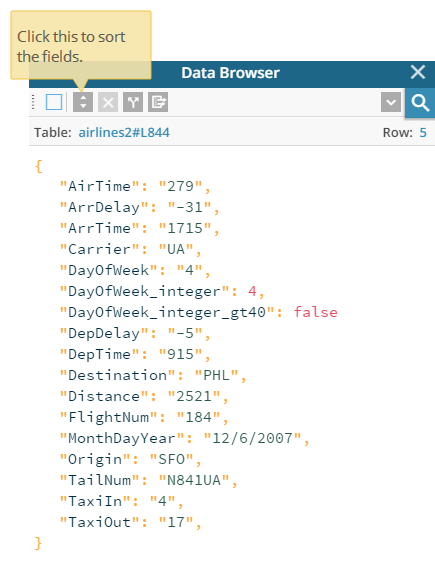 Click this to sort
the fields.
Data Browser
Table: airlines2#L844 Row: 5
{
"AirTime": "279",
"ArrDelay": "-31",
"ArrTime": "1715",
"Carrier": "UA",
"DayOfWeek": "4",
"DayOfWeek_integer": 4,
"DayOfWeek_integer_gt40": false
"DepDelay": "-5",
"DepTime": "915",
"Destination": "PHL",
"Distance": "2521",
"FlightNum": "184",
"MonthDayYear": "12/6/2007",
"Origin": "SFO",
"TailNum": "N841UA",
"TaxiIn": "4",
"TaxiOut": "17",
}